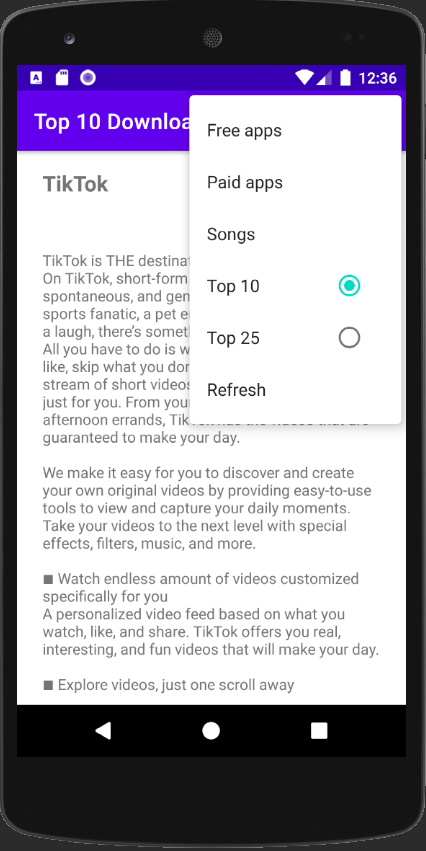 12:36
Top 10 Downloa
Free apps
Paid apps
Songs
Top 10
Top 25
Refresh
TikTok
TikTok is THE destinat
On TikTok, short-form
spontaneous, and gen
sports fanatic, a pet e
a laugh, there's someth
All you have to do is w
like, skip what you don
stream of short videos
just for you. From your
afternoon errands, TikTok has the videos that are
guaranteed to make your day.
We make it easy for you to discover and create
your own original videos by providing easy-to-use
tools to view and capture your daily moments.
Take your videos to the next level with special
effects, filters, music, and more.
■ Watch endless amount of videos customized
specifically for you
A personalized video feed based on what you
watch, like, and share. TikTok offers you real,
interesting, and fun videos that will make your day.
■ Explore videos, just one scroll away